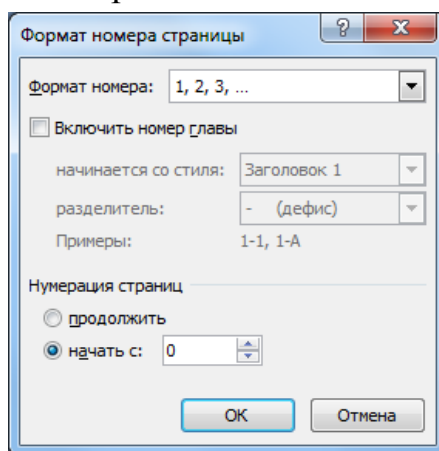 Формат номера страницы
Формат номера: 1, 2, 3, ...
Включить номер главы
начинается со стиля: Заголовок 1
разделитель: - (дефис)
Примеры: 1-1, 1-A
Нумерация страниц
продолжить
начать с: 0
ОК Отмена